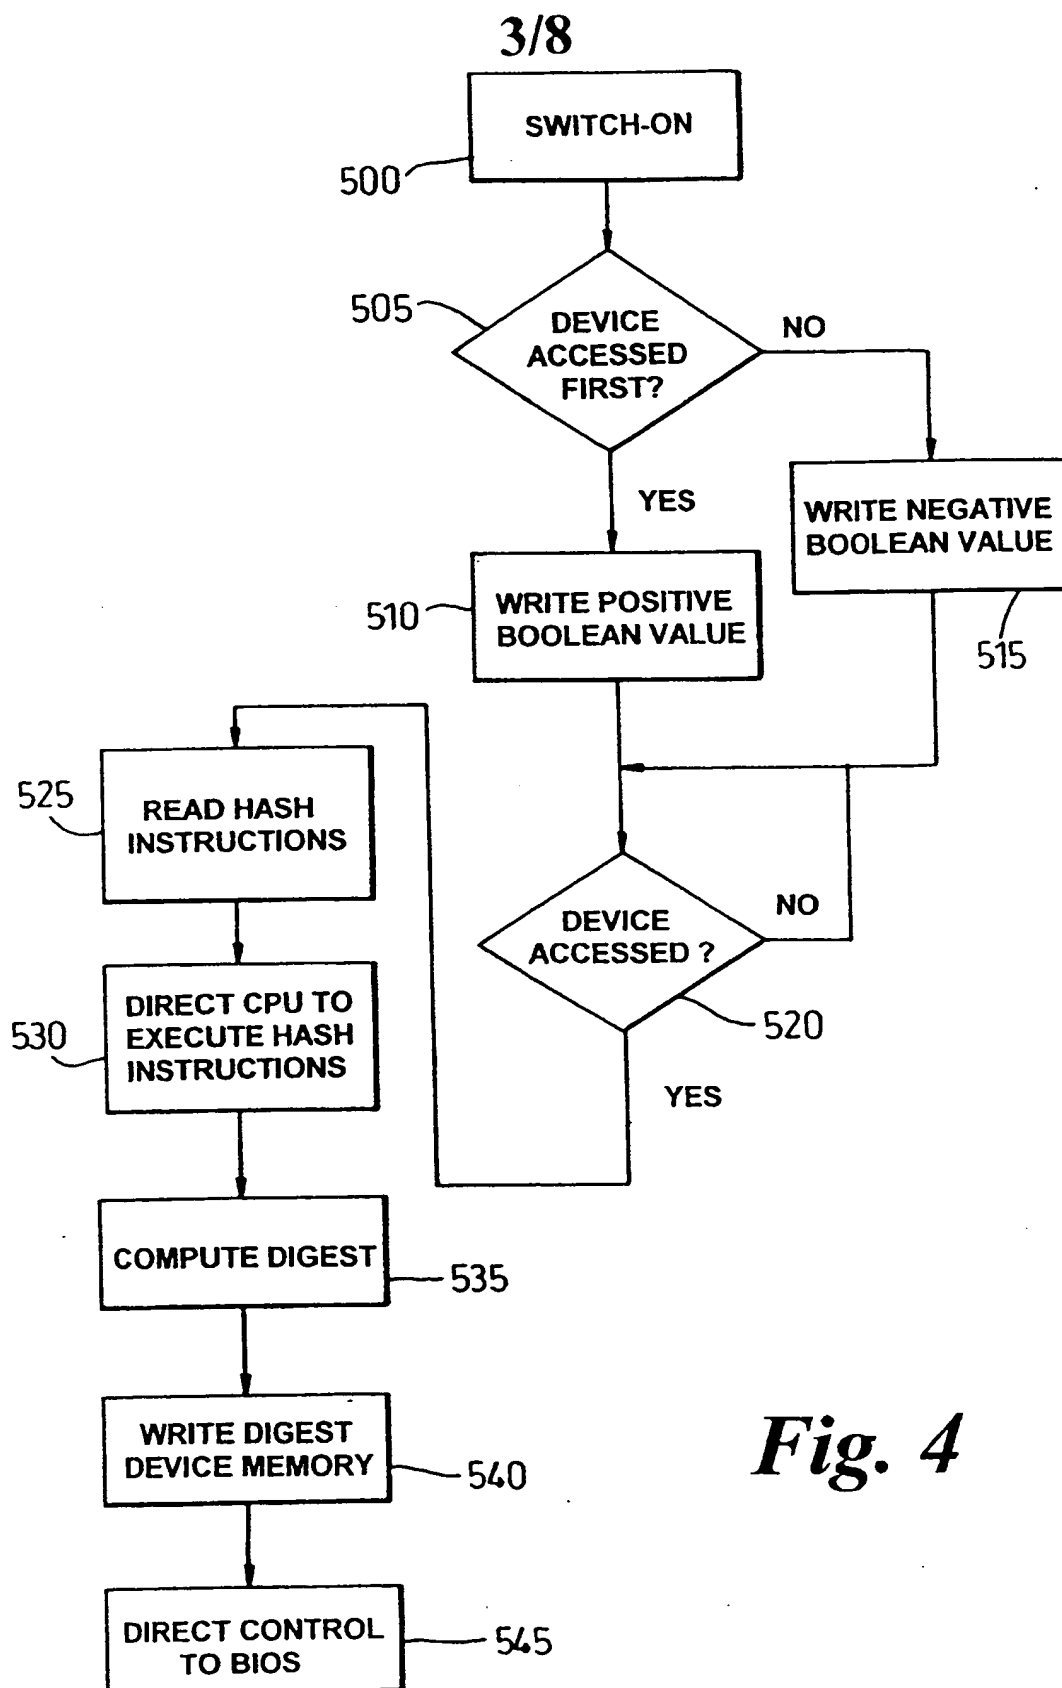 3/8
SWITCH-ON
500
505
DEVICE
ACCESSED
FIRST?
NO
YES
WRITE NEGATIVE
BOOLEAN VALUE
515
510
WRITE POSITIVE
BOOLEAN VALUE
525
READ HASH
INSTRUCTIONS
DEVICE
ACCESSED ?
NO
520
YES
530
DIRECT CPU TO
EXECUTE HASH
INSTRUCTIONS
COMPUTE DIGEST
535
WRITE DIGEST
DEVICE MEMORY
540
DIRECT CONTROL
TO BIOS
545
Fig. 4